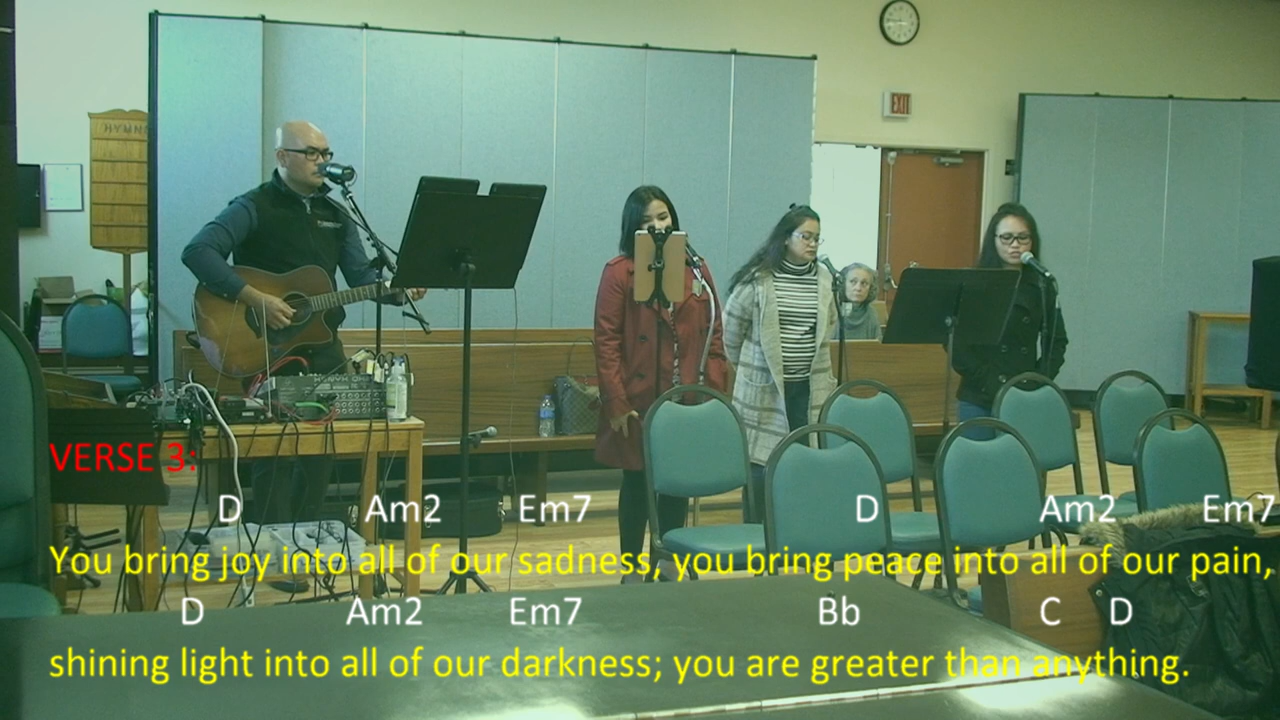 HYMNS
EXIT
VERSE 3:
D Am2 Em7 D Am2 Em7
You bring joy into all of our sadness, you bring peace into all of our pain,
D Am2 Em7 Bb C D
shining light into all of our darkness; you are greater than anything.